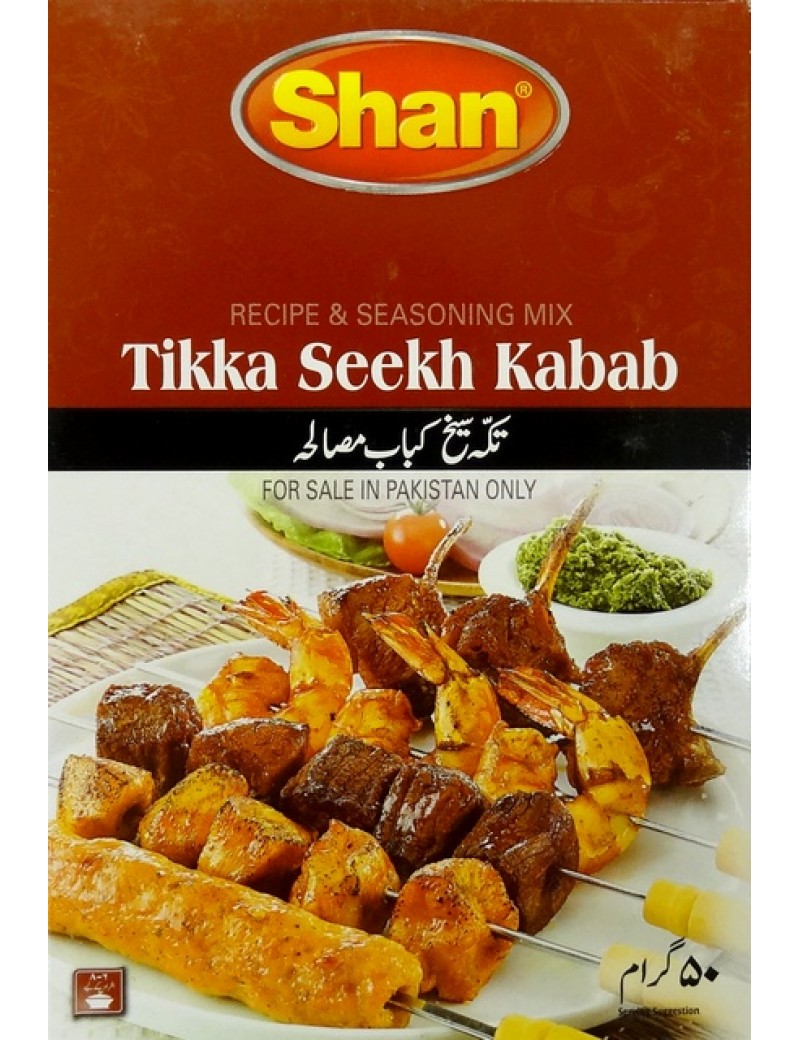 Shan®
RECIPE & SEASONING MIX
Tikka Seekh Kabab
تکہ سیخ کباب مصالحہ
FOR SALE IN PAKISTAN ONLY
۵۰ گرام
Serving Suggestion